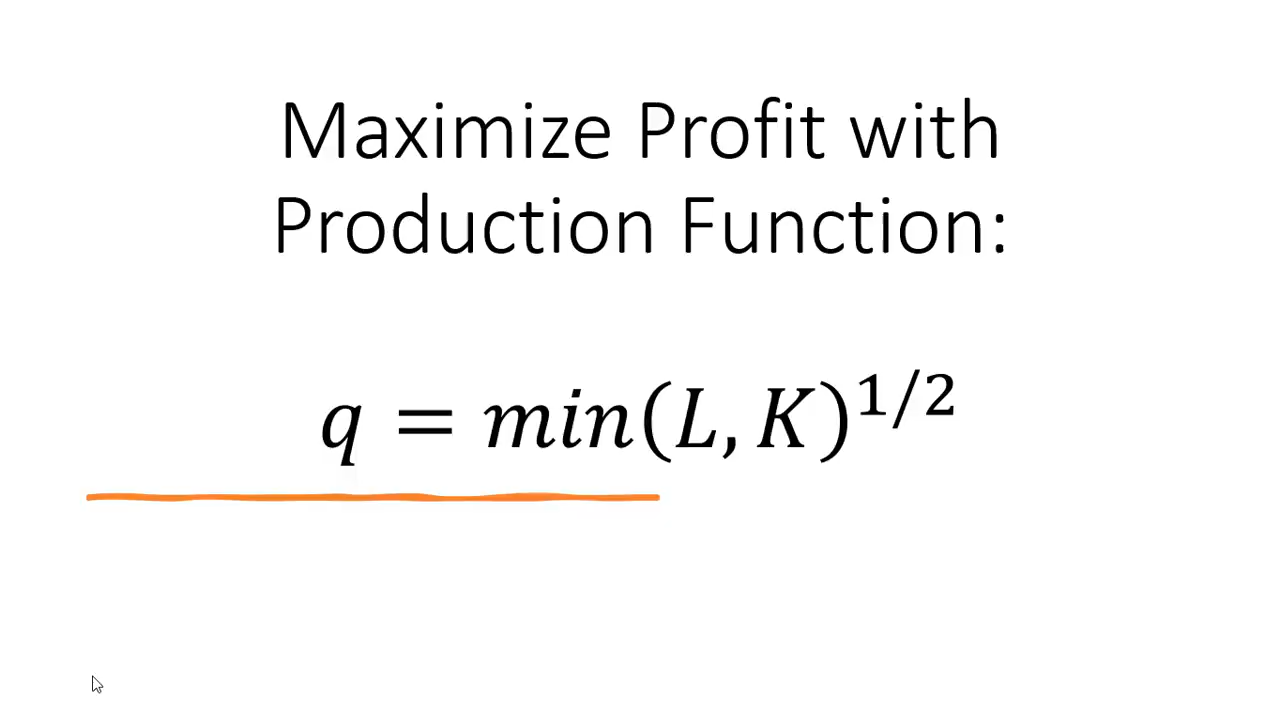 Maximize Profit with
Production Function:
q = min(L, K)^{1/2}